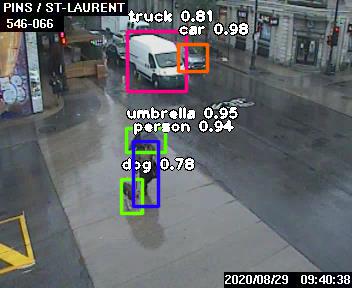 PINS / ST-LAURENT
546-066
truck 0.81
car 0.98
umbrella 0.95
person 0.94
dog 0.78
2020/08/29 09:40:38